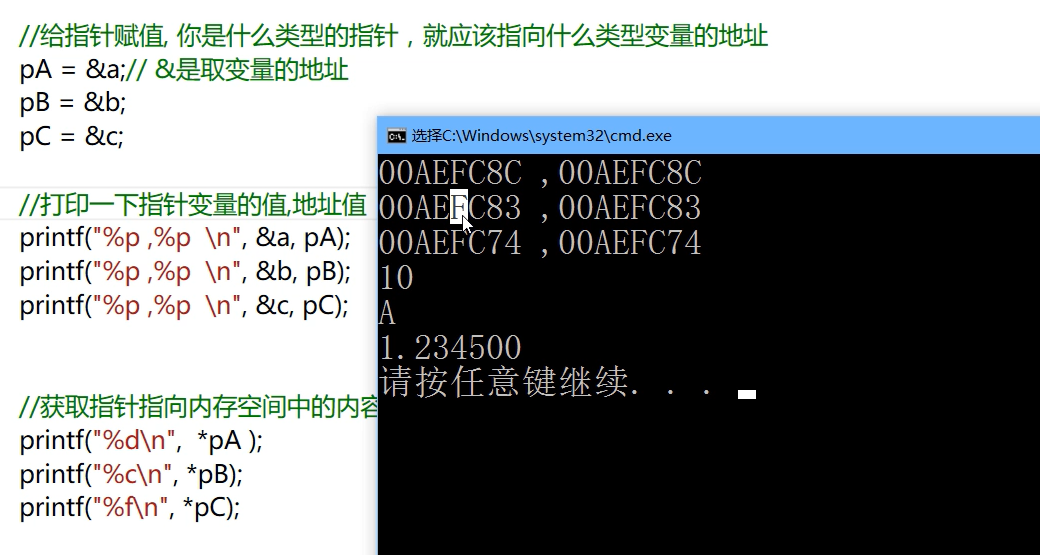 //给指针赋值, 你是什么类型的指针，就应该指向什么类型变量的地址
pA = &a;// &是取变量的地址
pB = &b;
pC = &c;
//打印一下指针变量的值,地址值
printf("%p ,%p  \n", &a, pA);
printf("%p ,%p  \n", &b, pB);
printf("%p ,%p  \n", &c, pC);
//获取指针指向内存空间中的内容
printf("%d\n",  *pA );
printf("%c\n", *pB);
printf("%f\n", *pC);
选择C:\Windows\system32\cmd.exe
00AEFC8C ,00AEFC8C
00AEFC83 ,00AEFC83
00AEFC74 ,00AEFC74
10
A
1.234500
请按任意键继续. . .